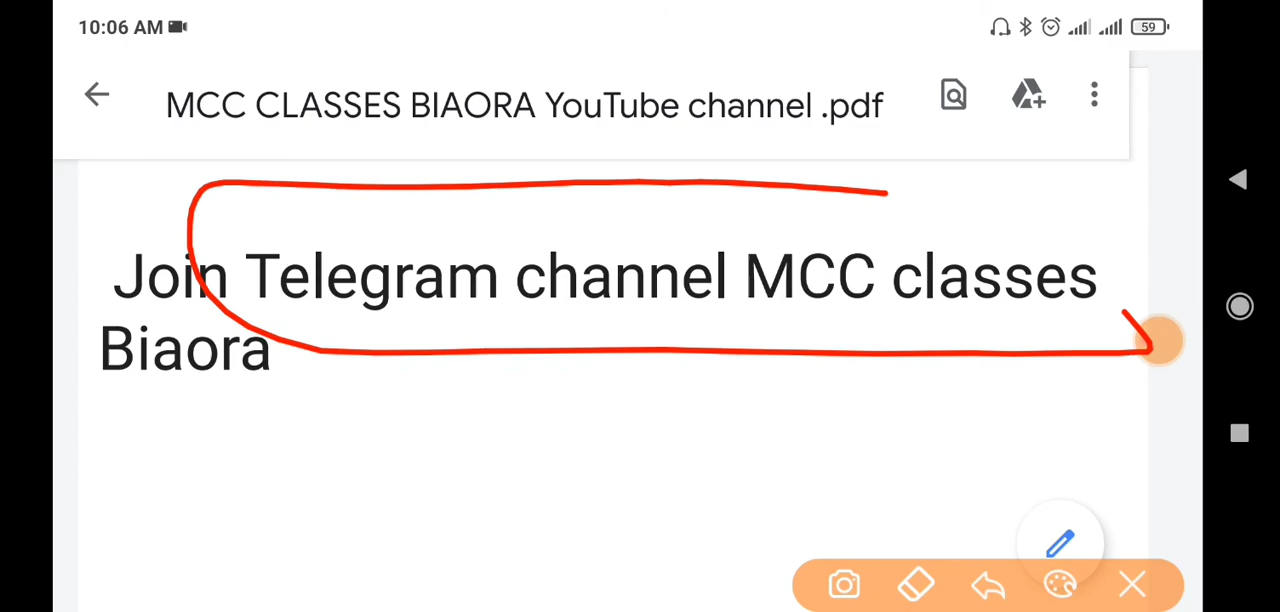 10:06 AM
59
MCC CLASSES BIAORA YouTube channel .pdf
Join Telegram channel MCC classes
Biaora